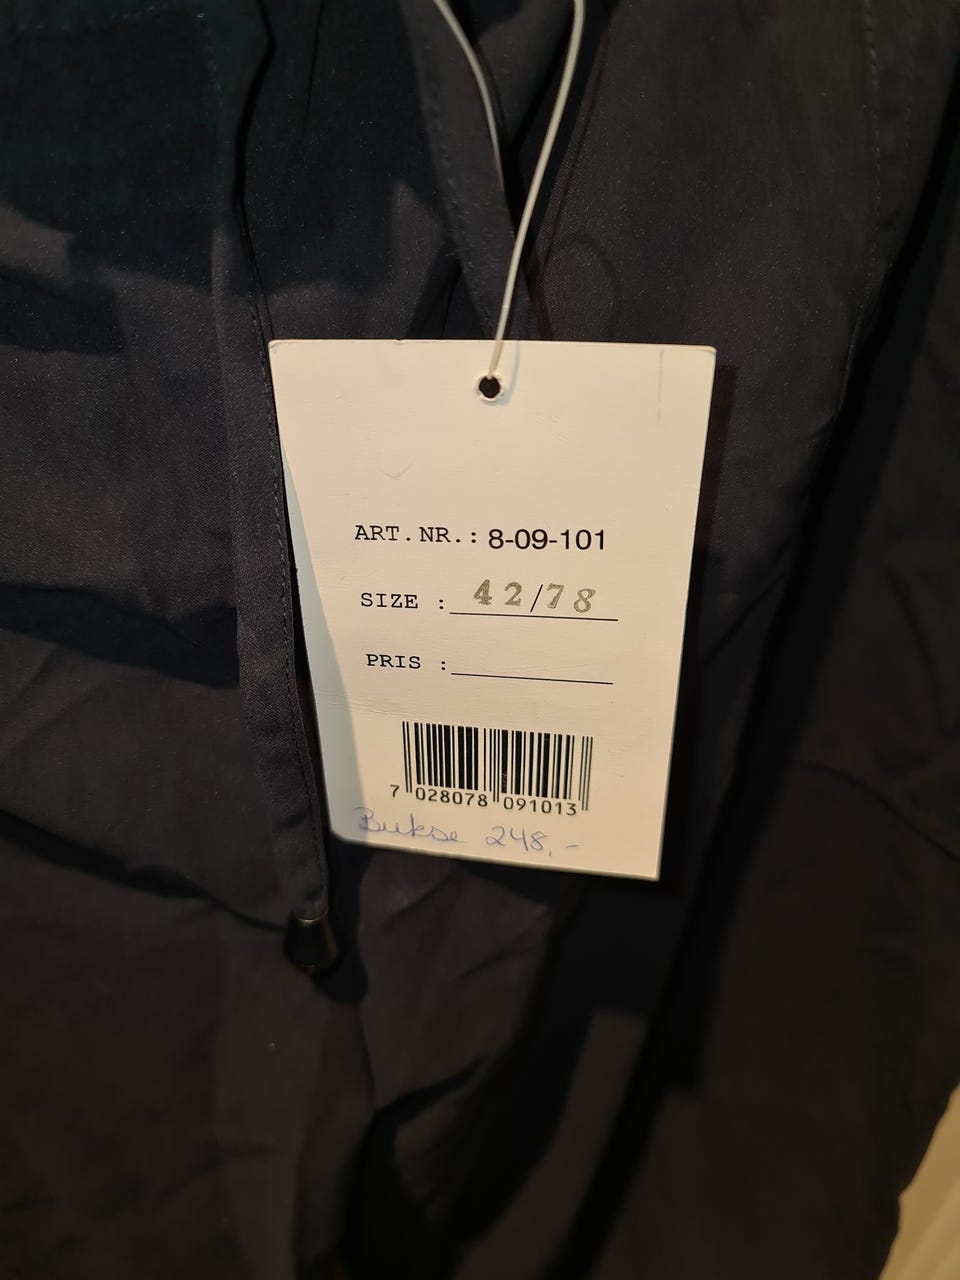 ART.NR.: 8-09-101
SIZE : 42/78
PRIS :
7 028078 091013
Bukse 248,-